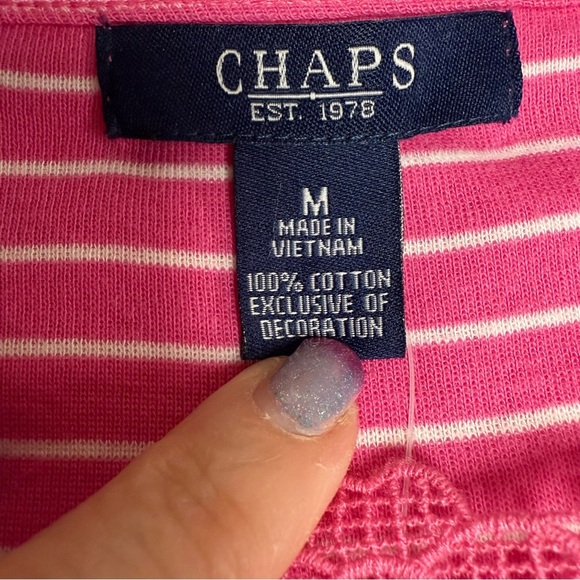 CHAPS
EST. 1978
M
MADE IN
VIETNAM
100% COTTON
EXCLUSIVE OF
DECORATION